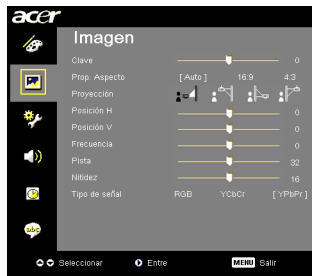 acer
Imagen
Clave 0
Prop. Aspecto [ Auto ] 16:9 4:3
Proyección
Posición H 0
Posición V 0
Frecuencia 0
Pista 32
Nitidez 16
Tipo de señal RGB YCbCr [ YPbPr ]
abc
Seleccionar Entre MENU Salir